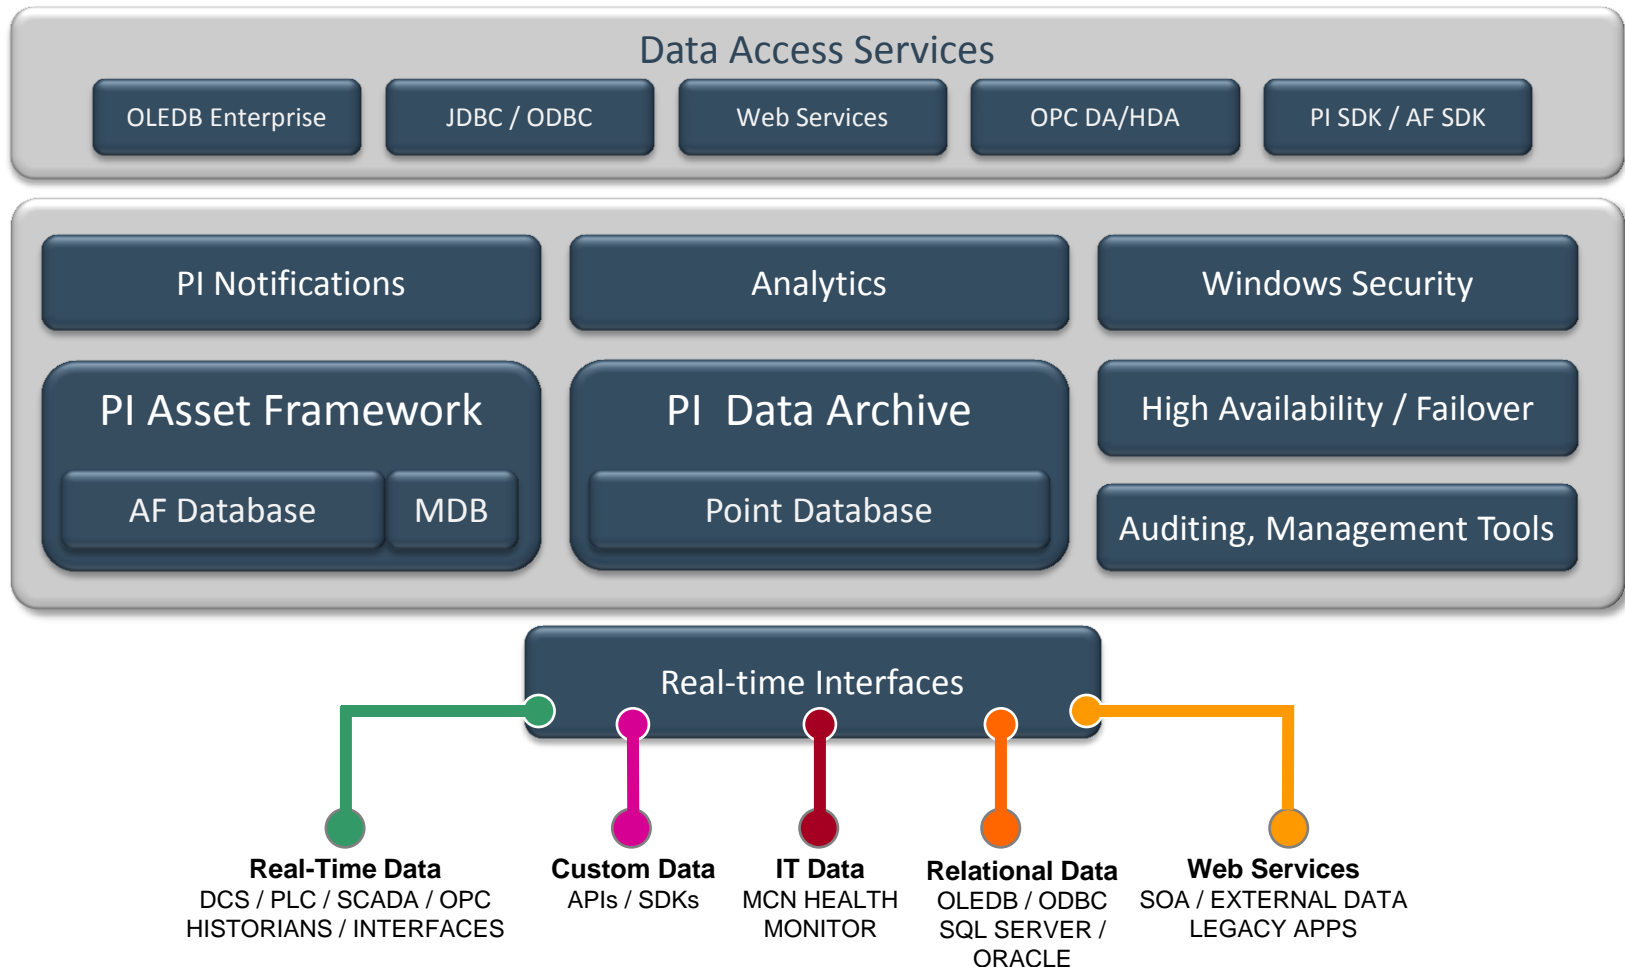 Data Access Services
OLEDB Enterprise
JDBC / ODBC
Web Services
OPC DA/HDA
PI SDK / AF SDK
PI Notifications
Analytics
Windows Security
PI Asset Framework
AF Database
MDB
PI Data Archive
Point Database
High Availability / Failover
Auditing, Management Tools
Real-time Interfaces
Real-Time Data
DCS / PLC / SCADA / OPC
HISTORIANS / INTERFACES
Custom Data
APIs / SDKs
IT Data
MCN HEALTH
MONITOR
Relational Data
OLEDB / ODBC
SQL SERVER /
ORACLE
Web Services
SOA / EXTERNAL DATA
LEGACY APPS